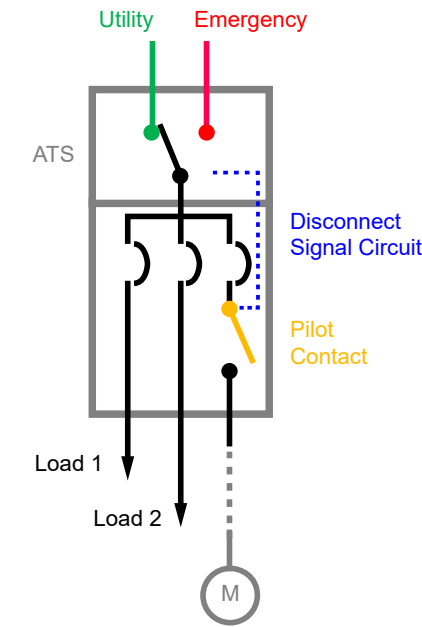 Utility
Emergency
ATS
Disconnect
Signal Circuit
Pilot
Contact
Load 1
Load 2
M